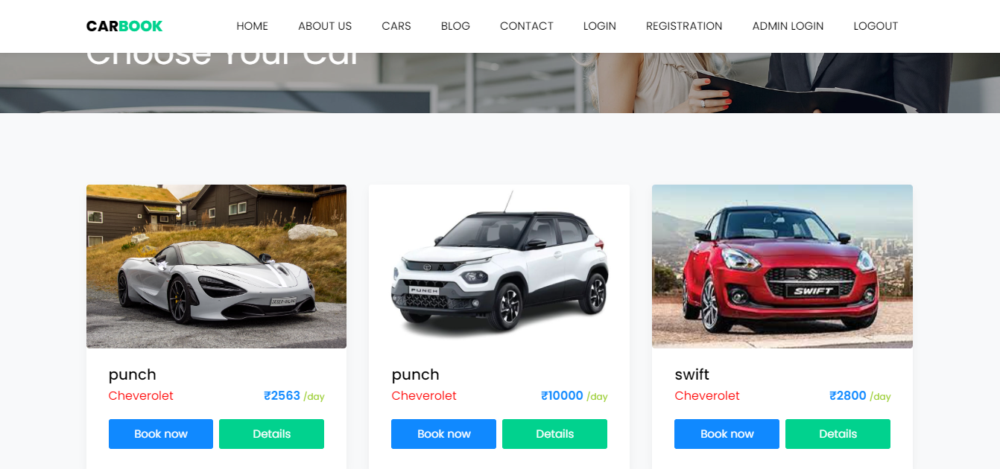 CARBOOK
HOME ABOUT US CARS BLOG CONTACT LOGIN REGISTRATION ADMIN LOGIN LOGOUT
Choose Your Car
PUNCH
SWIFT
punch
Cheverolet ₹2563 /day
Book now Details
punch
Cheverolet ₹10000 /day
Book now Details
swift
Cheverolet ₹2800 /day
Book now Details